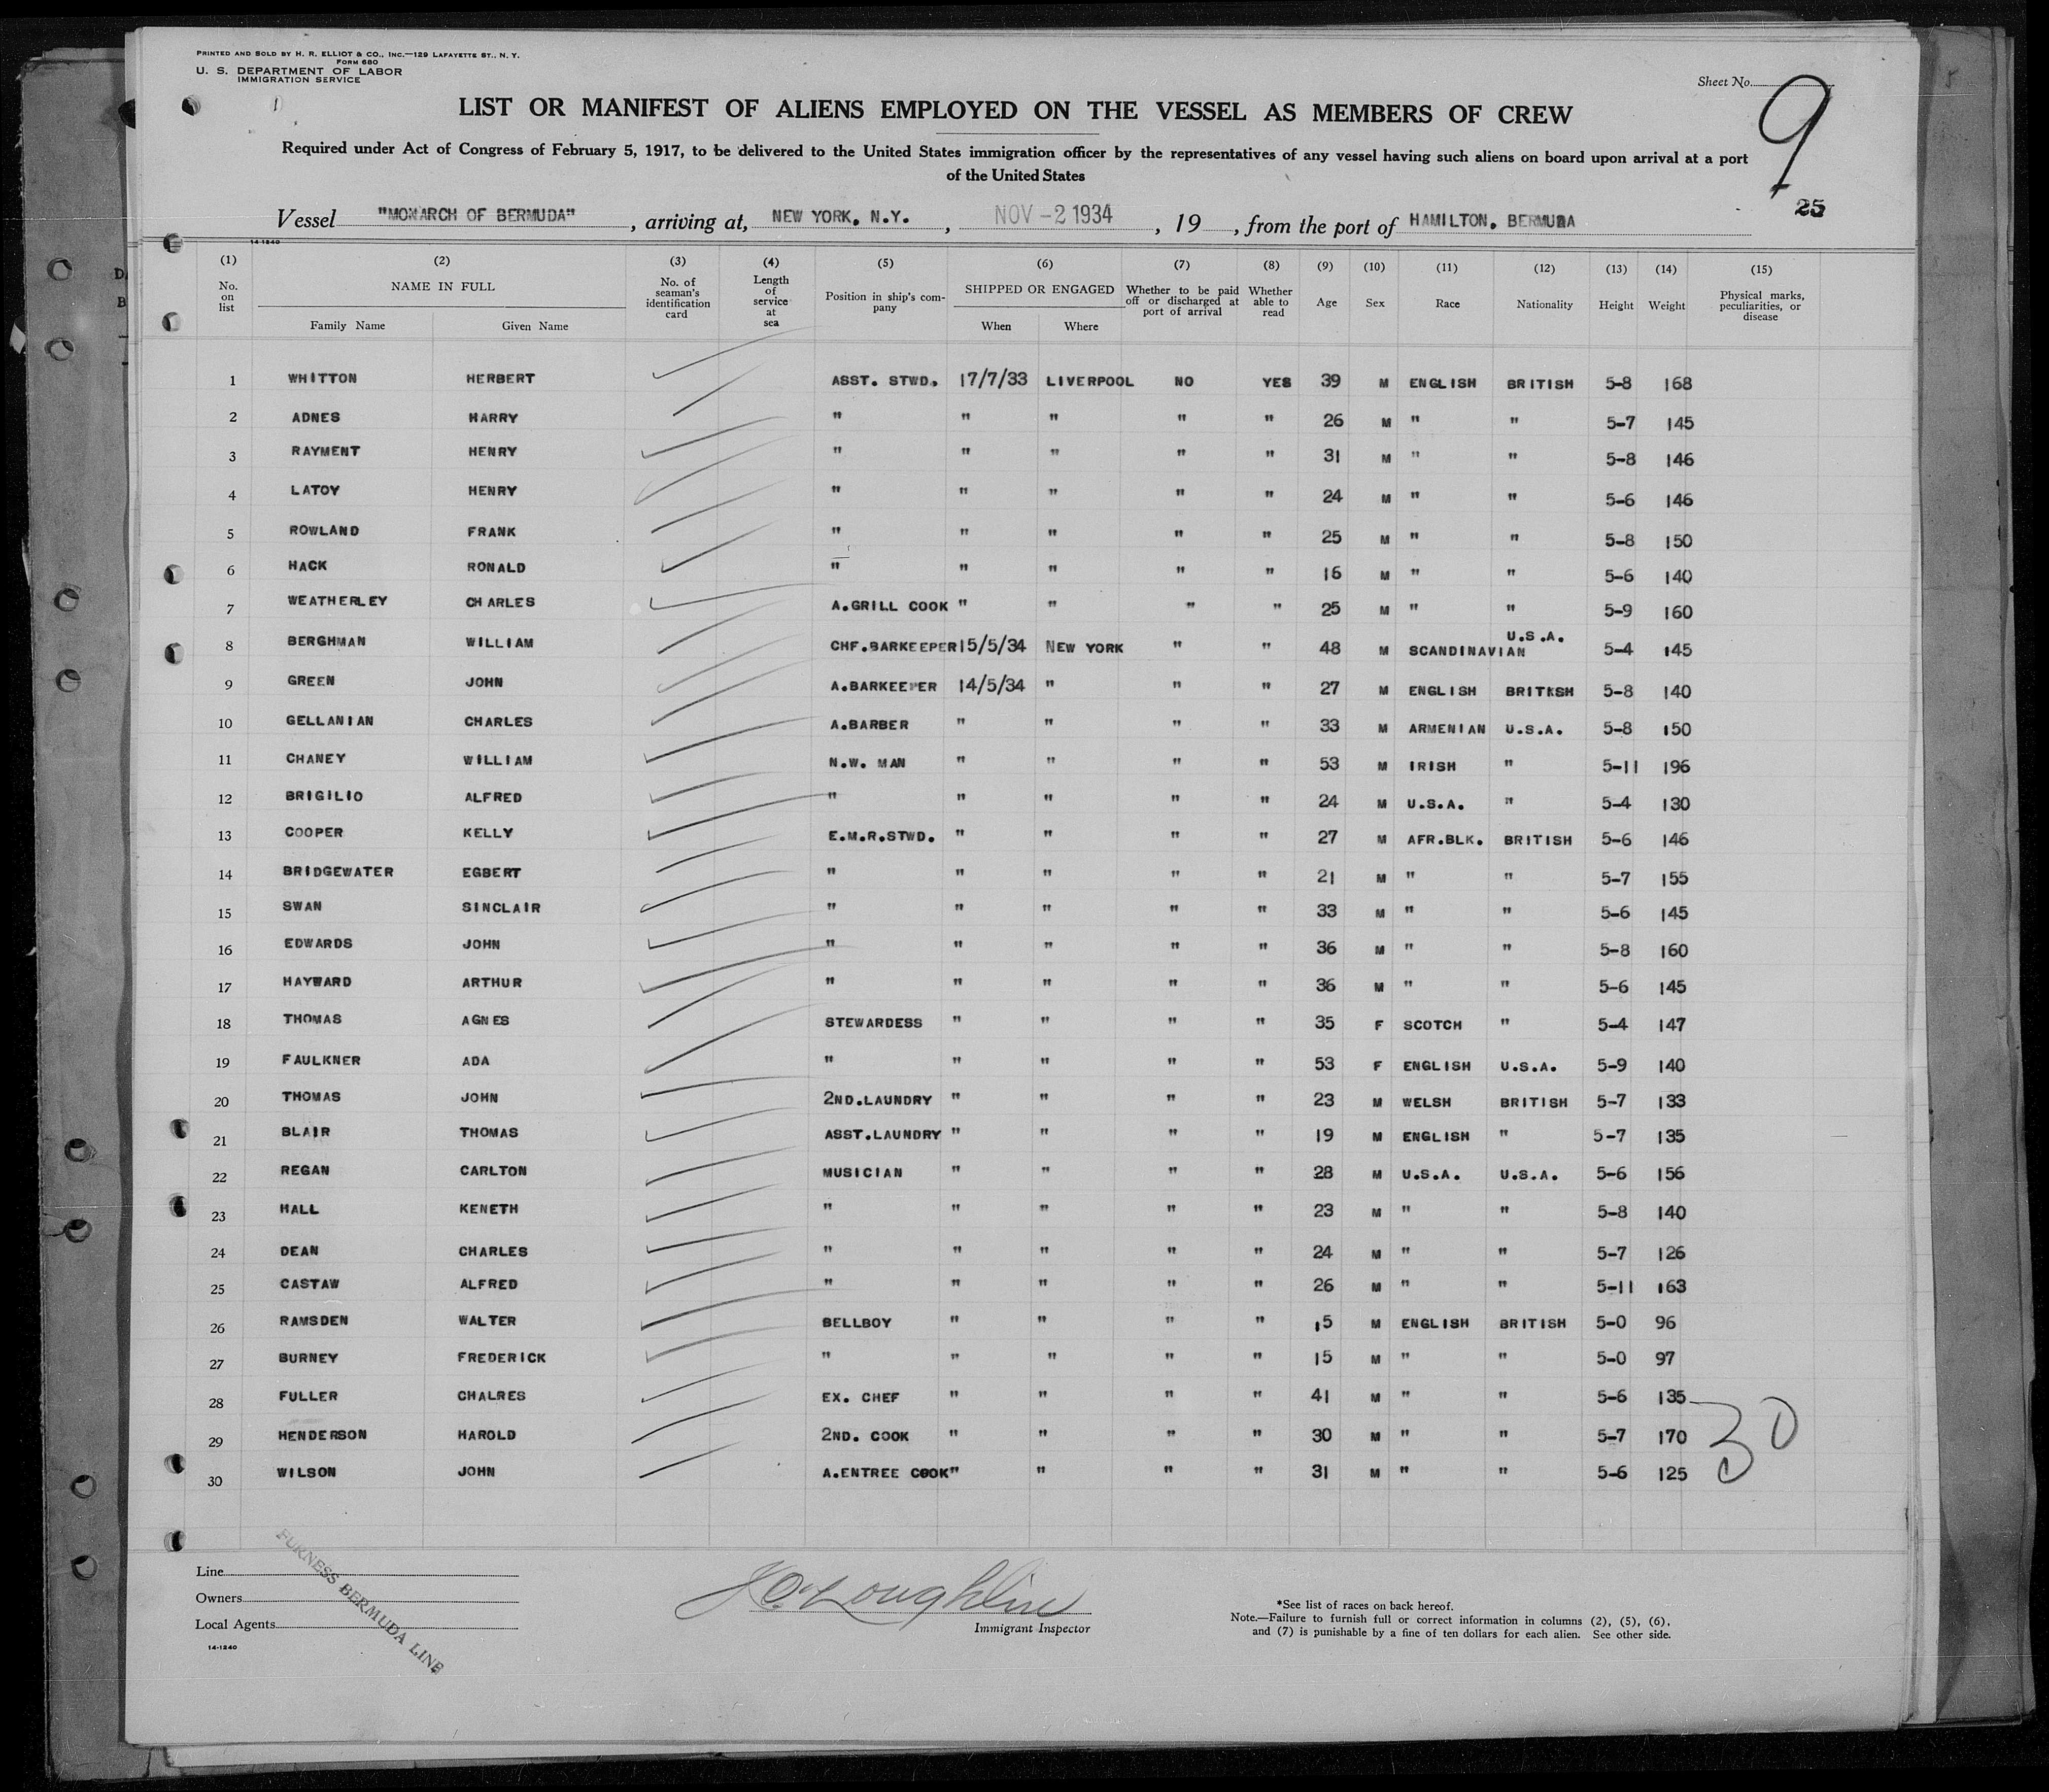 PRINTED AND SOLD BY H. R. ELLIOT & CO., INC.—129 LAFAYETTE ST., N. Y.
FORM 680
U. S. DEPARTMENT OF LABOR
IMMIGRATION SERVICE
Sheet No. 9
LIST OR MANIFEST OF ALIENS EMPLOYED ON THE VESSEL AS MEMBERS OF CREW
Required under Act of Congress of February 5, 1917, to be delivered to the United States immigration officer by the representatives of any vessel having such aliens on board upon arrival at a port
of the United States
25
Vessel "MONARCH OF BERMUDA", arriving at, NEW YORK. N.Y., NOV -2 1934, 19, from the port of HAMILTON. BERMUDA
14-1240
(1) (2) (3) (4) (5) (6) (7) (8) (9) (10) (11) (12) (13) (14) (15)
No. on list NAME IN FULL Family Name Given Name No. of seaman's identification card Length of service at sea Position in ship's company SHIPPED OR ENGAGED When Where Whether to be paid off or discharged at port of arrival Whether able to read Age Sex Race Nationality Height Weight Physical marks, peculiarities, or disease
1 WHITTON HERBERT ASST. STWD. 17/7/33 LIVERPOOL NO YES 39 M ENGLISH BRITISH 5-8 168
2 ADNES HARRY " " " " " 26 M " " 5-7 145
3 RAYMENT HENRY " " " " " 31 M " " 5-8 146
4 LATOY HENRY " " " " " 24 M " " 5-6 146
5 ROWLAND FRANK " " " " " 25 M " " 5-8 150
6 HACK RONALD " " " " " 16 M " " 5-6 140
7 WEATHERLEY CHARLES A.GRILL COOK " " " " 25 M " " 5-9 160
8 BERGHMAN WILLIAM CHF.BARKEEPER 15/5/34 NEW YORK " " 48 M SCANDINAVIAN U.S.A. 5-4 145
9 GREEN JOHN A.BARKEEPER 14/5/34 " " " 27 M ENGLISH BRITKSH 5-8 140
10 GELLANIAN CHARLES A.BARBER " " " " 33 M ARMENIAN U.S.A. 5-8 150
11 CHANEY WILLIAM N.W. MAN " " " " 53 M IRISH " 5-11 196
12 BRIGILIO ALFRED " " " " " 24 M U.S.A. " 5-4 130
13 COOPER KELLY E.M.R.STWD. " " " " 27 M AFR.BLK. BRITISH 5-6 146
14 BRIDGEWATER EGBERT " " " " " 21 M " " 5-7 155
15 SWAN SINCLAIR " " " " " 33 M " " 5-6 145
16 EDWARDS JOHN " " " " " 36 M " " 5-8 160
17 HAYWARD ARTHUR " " " " " 36 M " " 5-6 145
18 THOMAS AGNES STEWARDESS " " " " 35 F SCOTCH " 5-4 147
19 FAULKNER ADA " " " " " 53 F ENGLISH U.S.A. 5-9 140
20 THOMAS JOHN 2ND.LAUNDRY " " " " 23 M WELSH BRITISH 5-7 133
21 BLAIR THOMAS ASST.LAUNDRY " " " " 19 M ENGLISH " 5-7 135
22 REGAN CARLTON MUSICIAN " " " " 28 M U.S.A. U.S.A. 5-6 156
23 HALL KENETH " " " " " 23 M " " 5-8 140
24 DEAN CHARLES " " " " " 24 M " " 5-7 126
25 CASTAW ALFRED " " " " " 26 M " " 5-11 163
26 RAMSDEN WALTER BELLBOY " " " " 15 M ENGLISH BRITISH 5-0 96
27 BURNEY FREDERICK " " " " " 15 M " " 5-0 97
28 FULLER CHALRES EX. CHEF " " " " 41 M " " 5-6 135
29 HENDERSON HAROLD 2ND. COOK " " " " 30 M " " 5-7 170
30 WILSON JOHN A.ENTREE COOK " " " " 31 M " " 5-6 125
30
Line
Owners
Local Agents
14-1240
FURNESS BERMUDA LINE
J O'Loughlin
Immigrant Inspector
*See list of races on back hereof.
Note.—Failure to furnish full or correct information in columns (2), (5), (6),
and (7) is punishable by a fine of ten dollars for each alien. See other side.